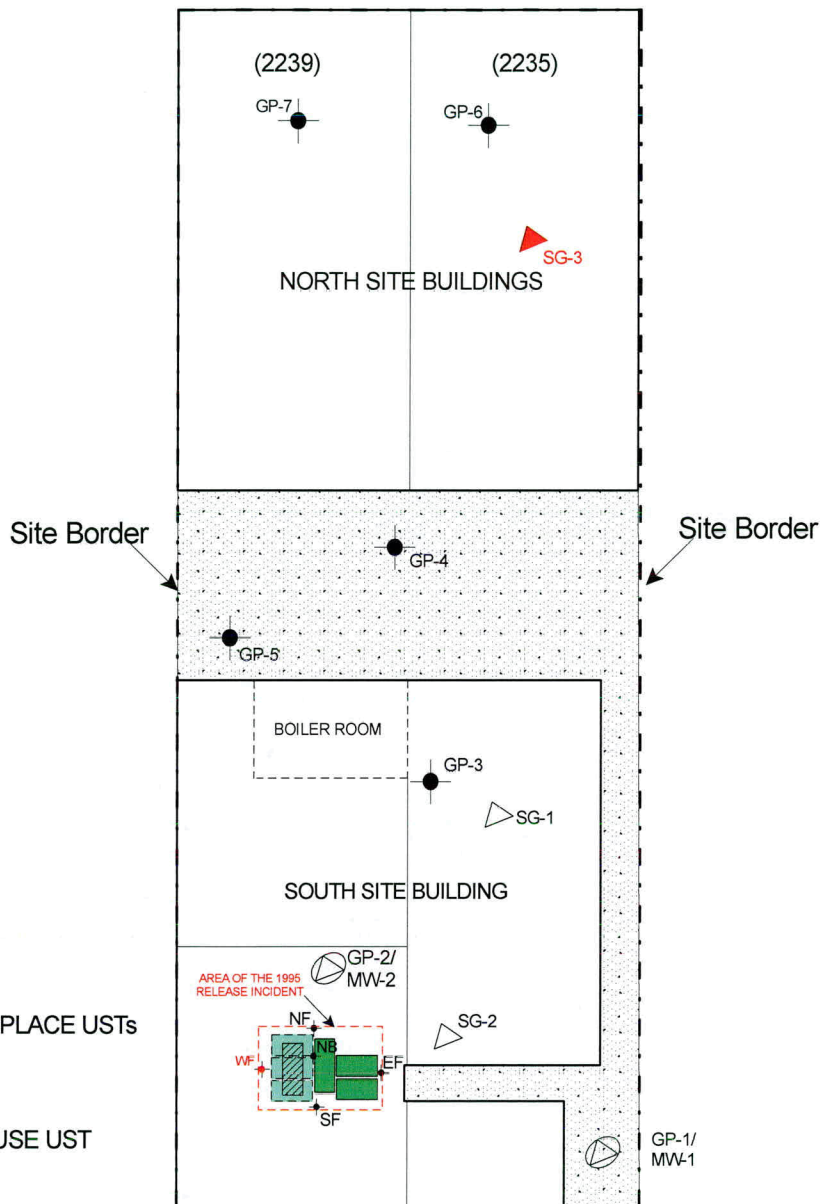 (2239)
(2235)
GP-7
GP-6
SG-3
NORTH SITE BUILDINGS
Site Border
Site Border
GP-4
GP-5
BOILER ROOM
GP-3
SG-1
SOUTH SITE BUILDING
GP-2/
MW-2
AREA OF THE 1995
RELEASE INCIDENT
PLACE USTs
NF
SG-2
NB
WF
EF
SF
USE UST
GP-1/
MW-1